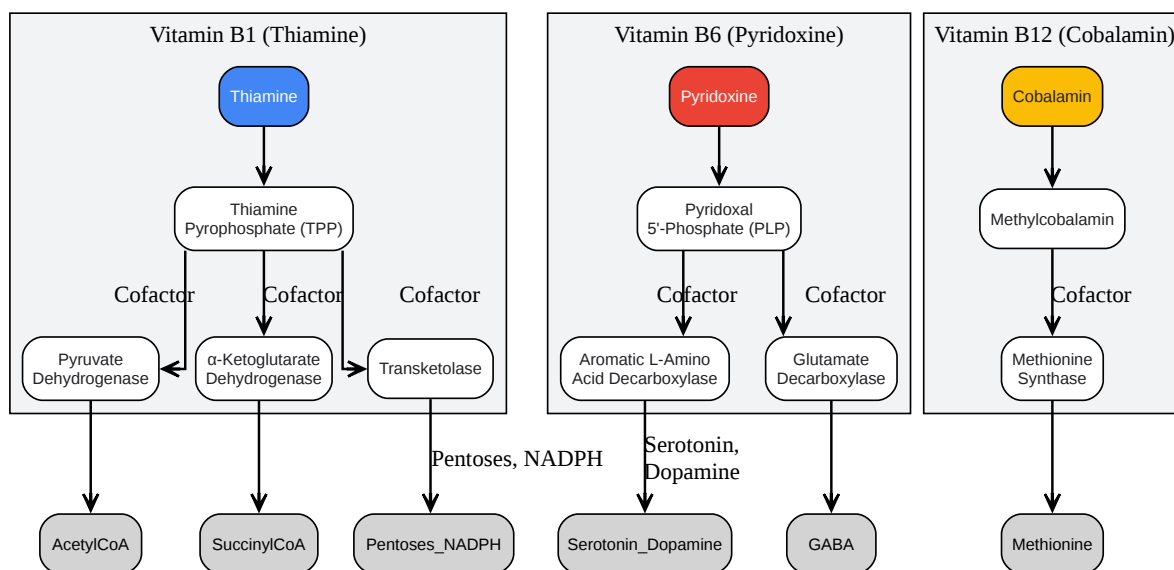 Vitamin B1 (Thiamine)
Vitamin B6 (Pyridoxine)
Vitamin B12 (Cobalamin)
Thiamine
Pyridoxine
Cobalamin
Thiamine
Pyrophosphate (TPP)
Pyridoxal
5'-Phosphate (PLP)
Methylcobalamin
Cofactor
Cofactor
Cofactor
Cofactor
Cofactor
Cofactor
Pyruvate
Dehydrogenase
α-Ketoglutarate
Dehydrogenase
Transketolase
Aromatic L-Amino
Acid Decarboxylase
Glutamate
Decarboxylase
Methionine
Synthase
Pentoses, NADPH
Serotonin,
Dopamine
AcetylCoA
SuccinylCoA
Pentoses_NADPH
Serotonin_Dopamine
GABA
Methionine